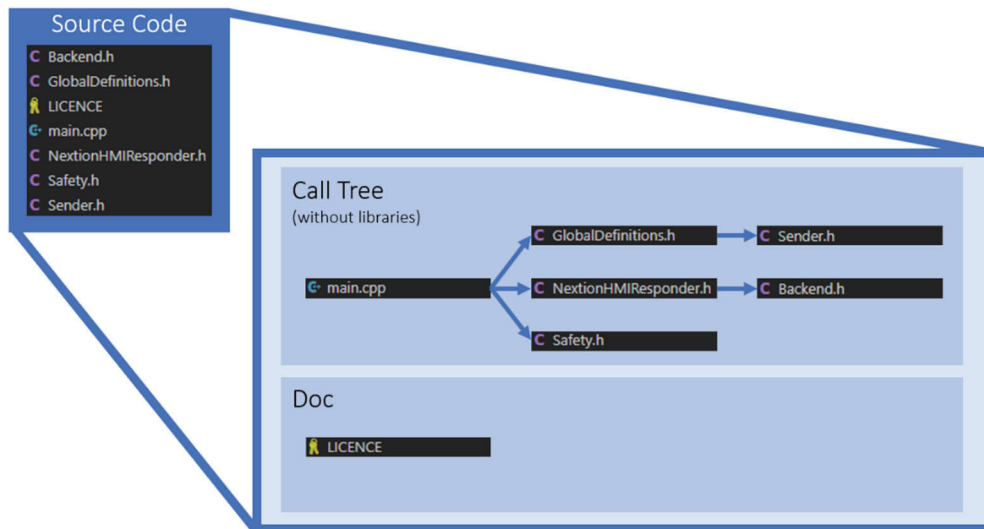 Source Code
Backend.h
GlobalDefinitions.h
LICENCE
main.cpp
NextionHMIResponder.h
Safety.h
Sender.h
Call Tree
(without libraries)
GlobalDefinitions.h
Sender.h
main.cpp
NextionHMIResponder.h
Backend.h
Safety.h
Doc
LICENCE